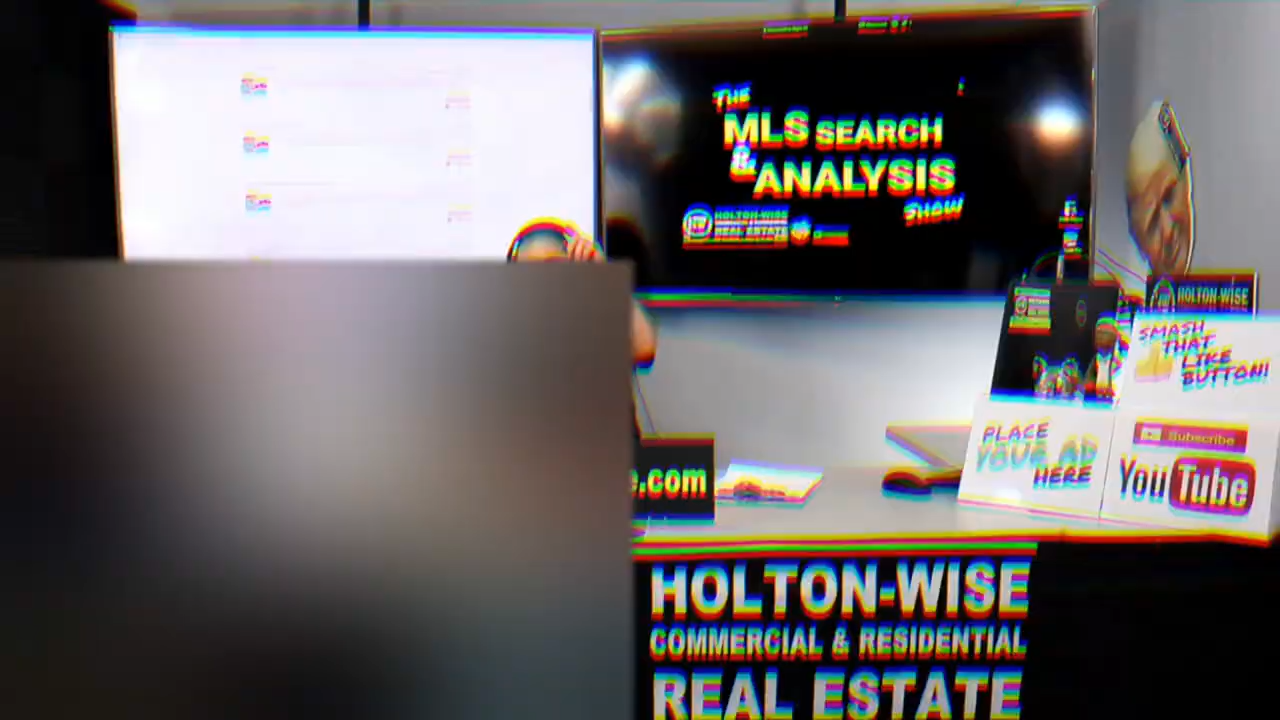 THE
MLS SEARCH
& ANALYSIS
SHOW
HOLTON-WISE
REAL ESTATE
HOLTON-WISE
SMASH
THAT
LIKE
BUTTON!
PLACE
YOUR AD
HERE
Subscribe
YouTube
e.com
HOLTON-WISE
COMMERCIAL & RESIDENTIAL
REAL ESTATE